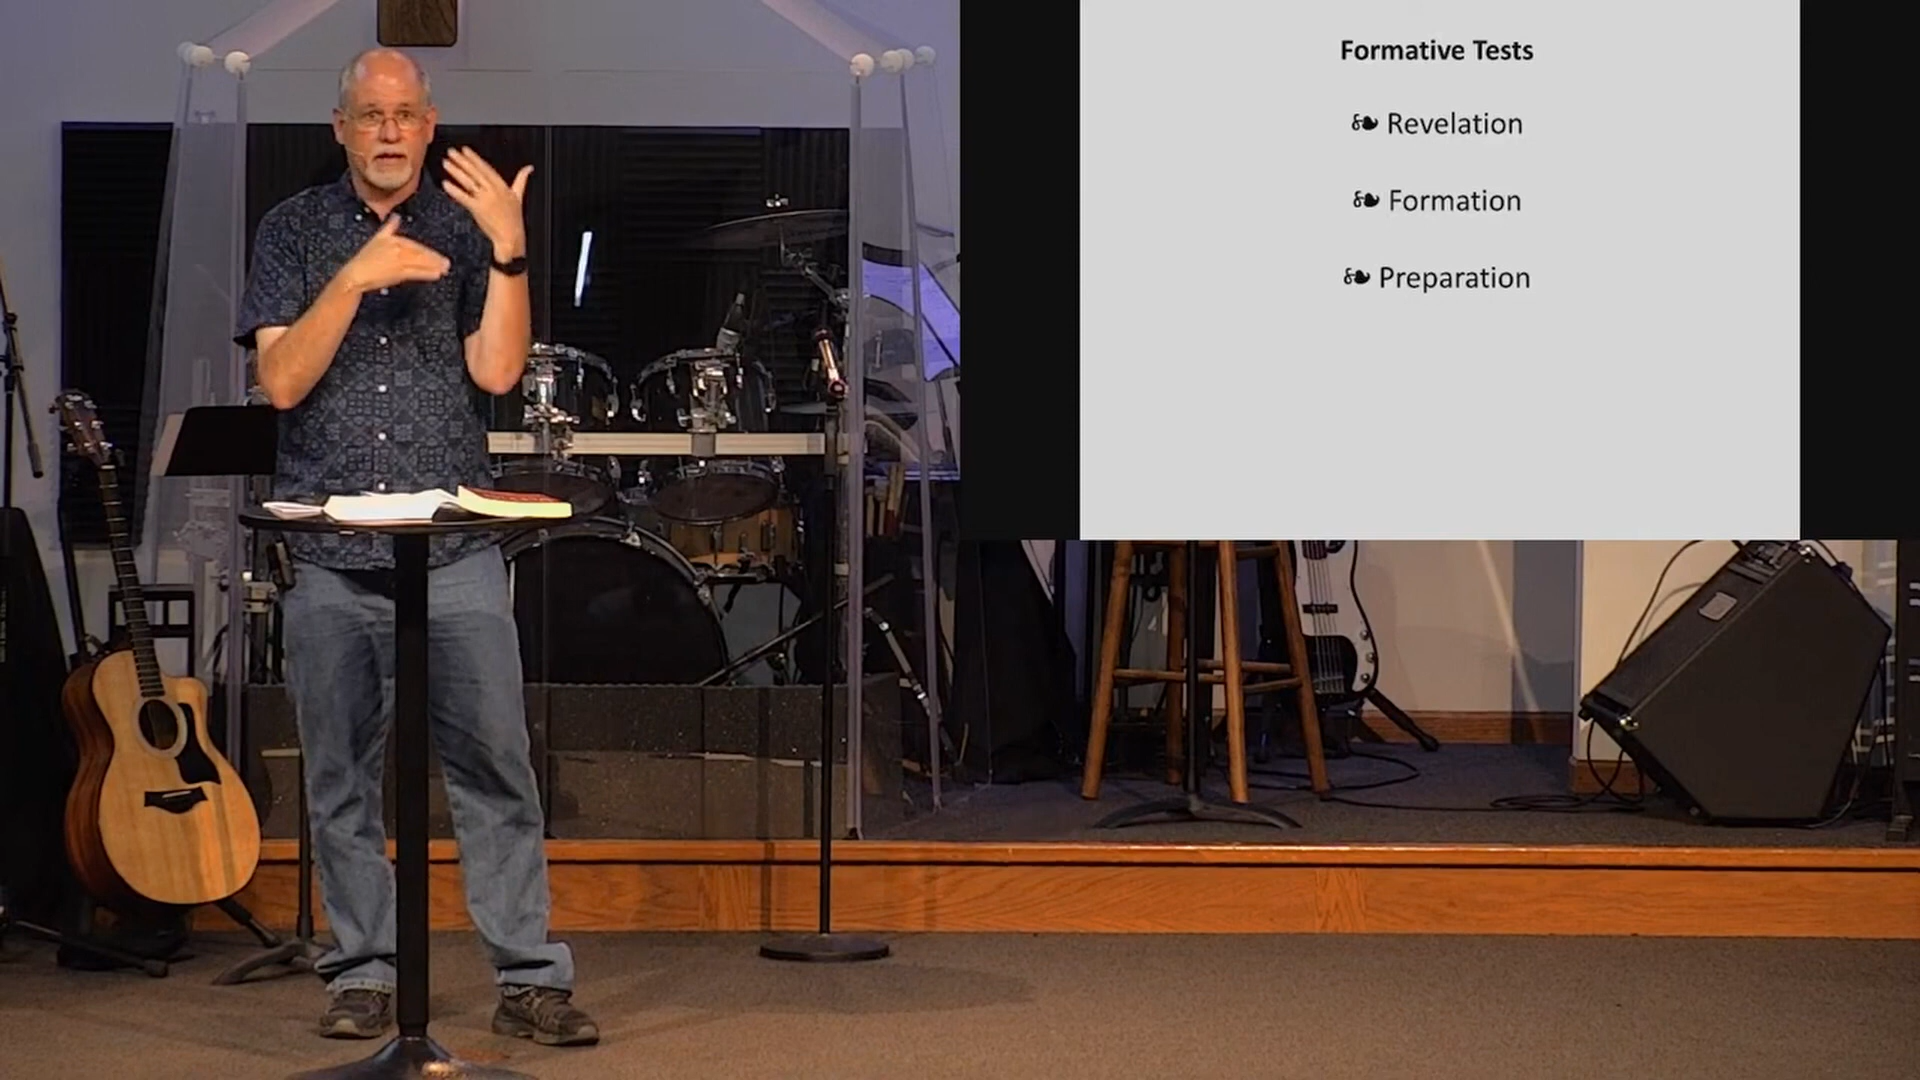 Formative Tests
❧ Revelation
❧ Formation
❧ Preparation